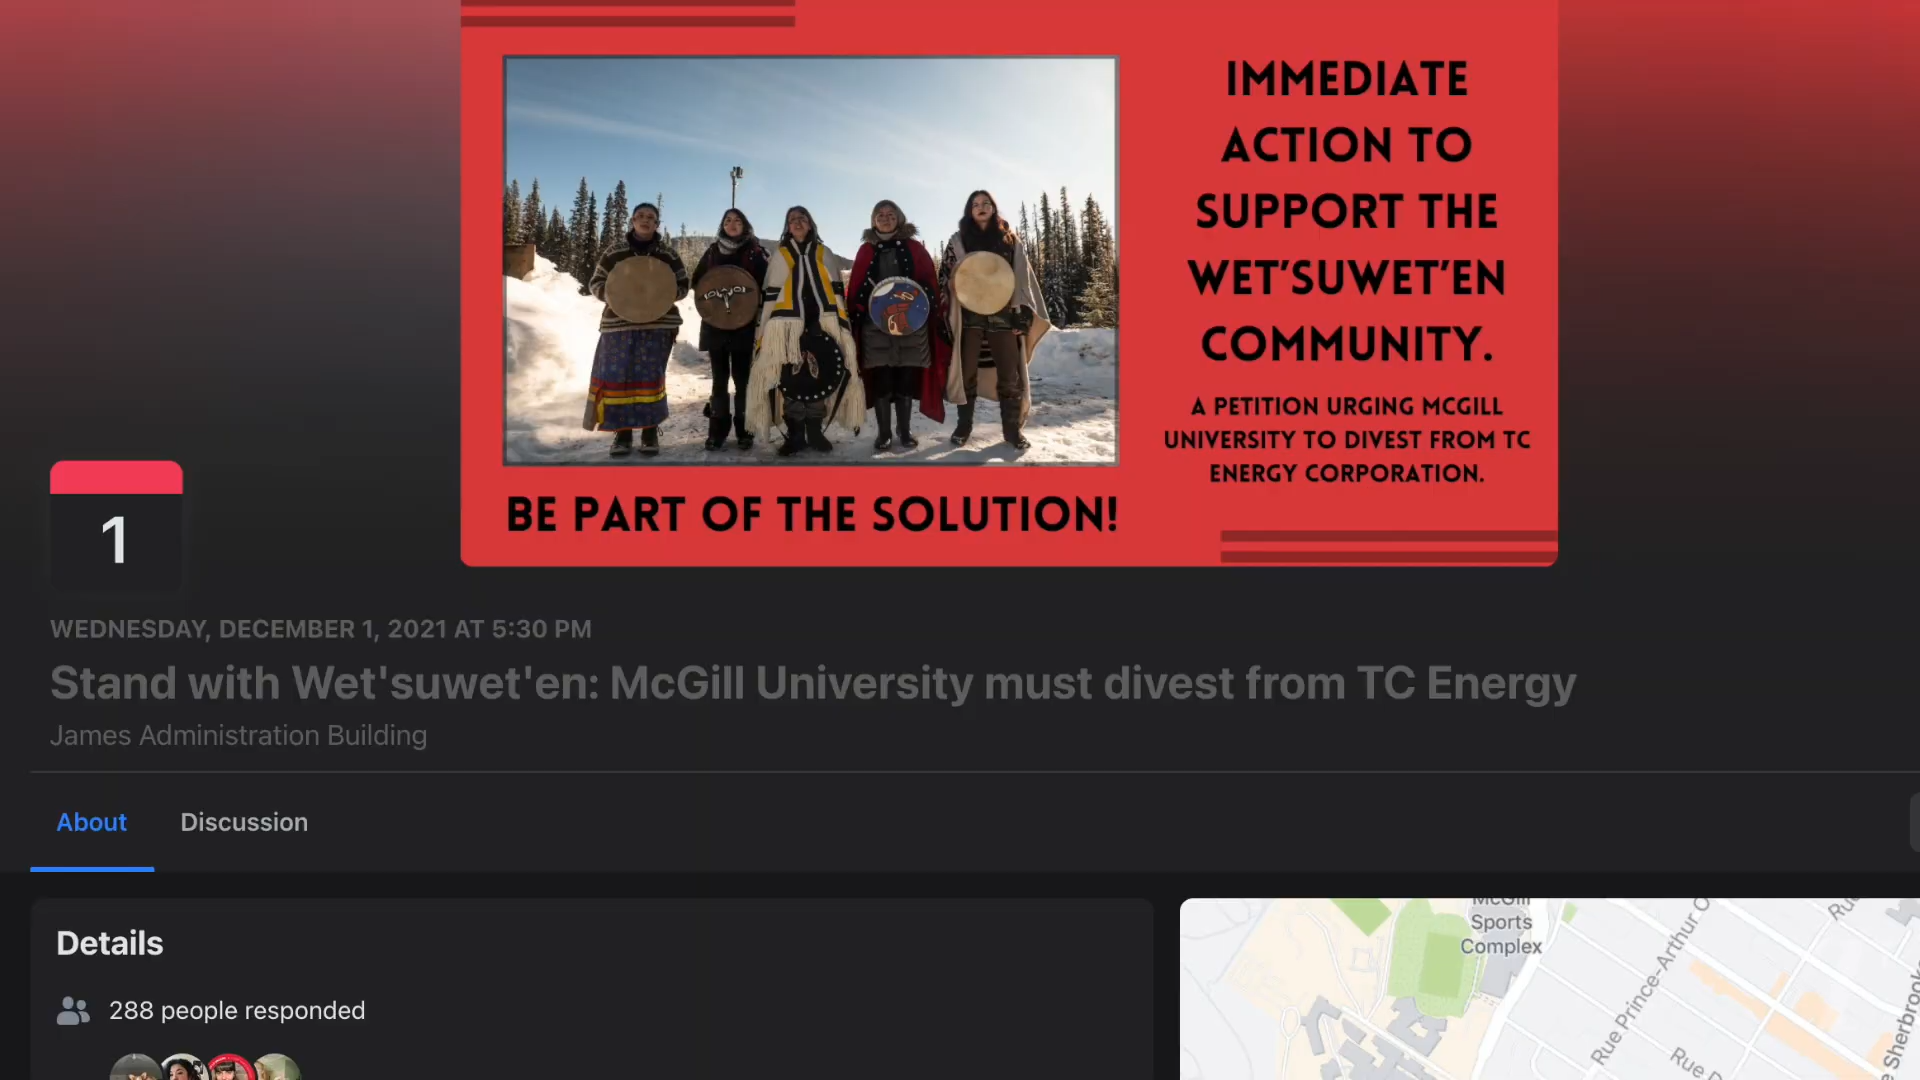 IMMEDIATE
ACTION TO
SUPPORT THE
WET'SUWET'EN
COMMUNITY.
A PETITION URGING MCGILL
UNIVERSITY TO DIVEST FROM TC
ENERGY CORPORATION.
BE PART OF THE SOLUTION!
1
WEDNESDAY, DECEMBER 1, 2021 AT 5:30 PM
Stand with Wet'suwet'en: McGill University must divest from TC Energy
James Administration Building
About
Discussion
Details
288 people responded
McGill
Sports
Complex
Rue Prince-Arthur O
Rue
Sherbrooke